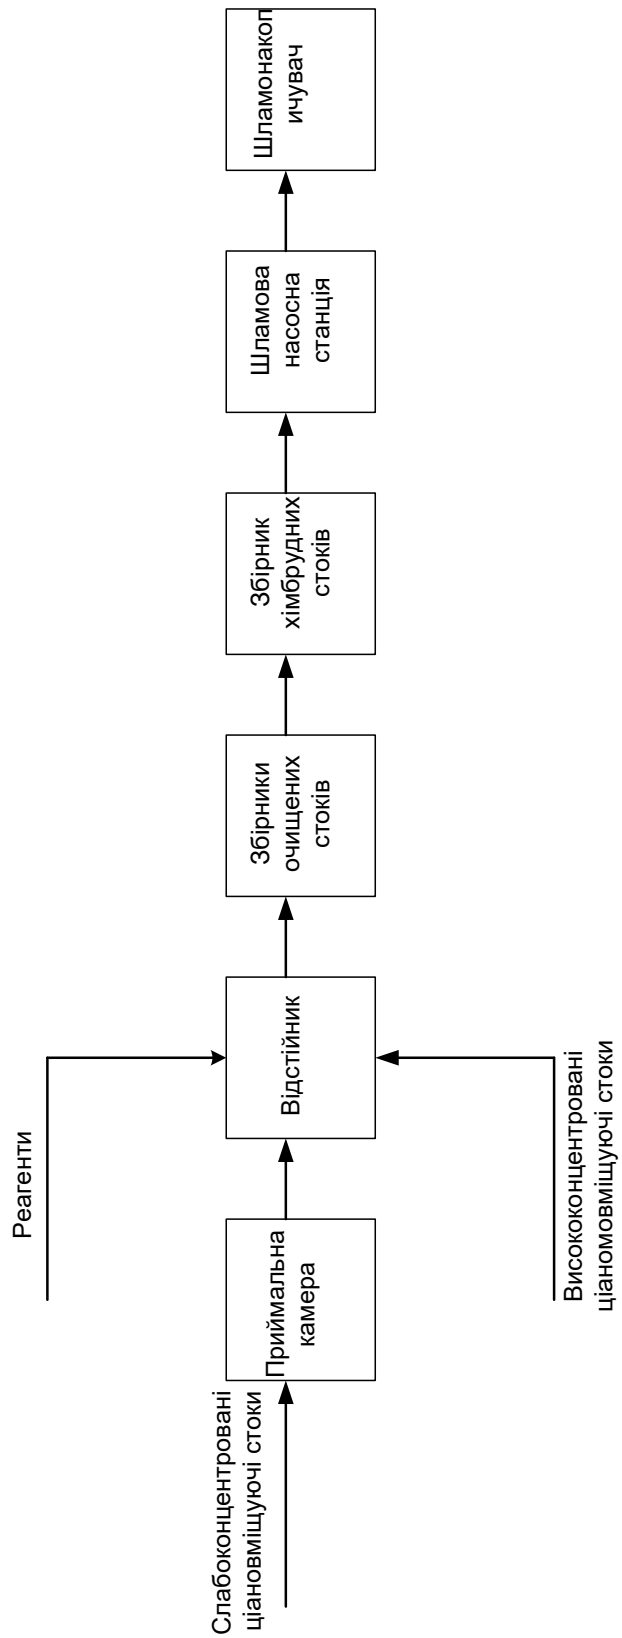 Реагенти
Слабоконцентровані
ціановміщуючі стоки
Приймальна
камера
Відстійник
Збірники
очищених
стоків
Збірник
хімбрудних
стоків
Шламова
насосна
станція
Шламонакоп
ичувач
Висококонцентровані
ціаномовміщуючі стоки